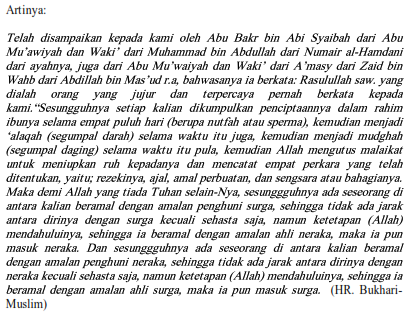 Artinya:
Telah disampaikan kepada kami oleh Abu Bakr bin Abi Syaibah dari Abu
Mu'awiyah dan Waki' dari Muhammad bin Abdullah dari Numair al-Hamdani
dari ayahnya, juga dari Abu Mu'waiyah dan Waki' dari A'masy dari Zaid bin
Wahb dari Abdillah bin Mas'ud r.a, bahwasanya ia berkata: Rasulullah saw. yang
dialah orang yang jujur dan terpercaya pernah berkata kepada
kami."Sesungguhnya setiap kalian dikumpulkan penciptaannya dalam rahim
ibunya selama empat puluh hari (berupa nutfah atau sperma), kemudian menjadi
'alaqah (segumpal darah) selama waktu itu juga, kemudian menjadi mudghah
(segumpal daging) selama waktu itu pula, kemudian Allah mengutus malaikat
untuk meniupkan ruh kepadanya dan mencatat empat perkara yang telah
ditentukan, yaitu; rezekinya, ajal, amal perbuatan, dan sengsara atau bahagianya.
Maka demi Allah yang tiada Tuhan selain-Nya, sesungggguhnya ada seseorang di
antara kalian beramal dengan amalan penghuni surga, sehingga tidak ada jarak
antara dirinya dengan surga kecuali sehasta saja, namun ketetapan (Allah)
mendahuluinya, sehingga ia beramal dengan amalan ahli neraka, maka ia pun
masuk neraka. Dan sesungggguhnya ada seseorang di antara kalian beramal
dengan amalan penghuni neraka, sehingga tidak ada jarak antara dirinya dengan
neraka kecuali sehasta saja, namun ketetapan (Allah) mendahuluinya, sehingga ia
beramal dengan amalan ahli surga, maka ia pun masuk surga. (HR. Bukhari-
Muslim)